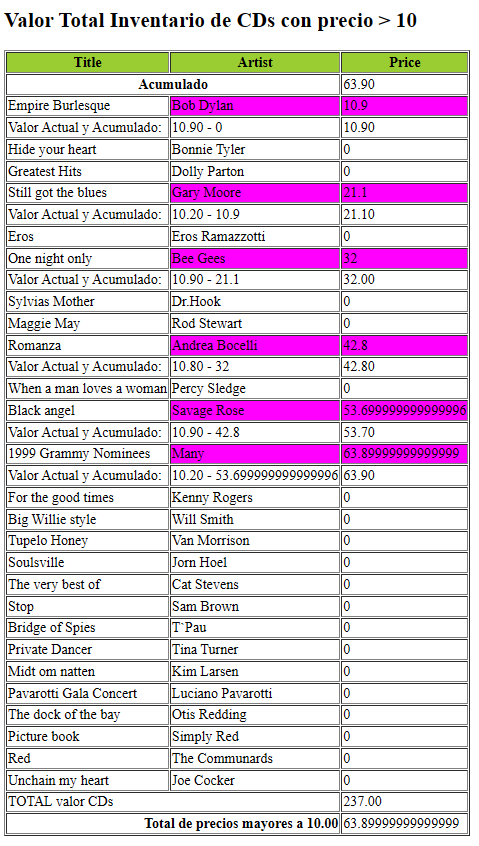 Valor Total Inventario de CDs con precio > 10
Title Artist Price
Acumulado 63.90
Empire Burlesque Bob Dylan 10.9
Valor Actual y Acumulado: 10.90 - 0 10.90
Hide your heart Bonnie Tyler 0
Greatest Hits Dolly Parton 0
Still got the blues Gary Moore 21.1
Valor Actual y Acumulado: 10.20 - 10.9 21.10
Eros Eros Ramazzotti 0
One night only Bee Gees 32
Valor Actual y Acumulado: 10.90 - 21.1 32.00
Sylvias Mother Dr.Hook 0
Maggie May Rod Stewart 0
Romanza Andrea Bocelli 42.8
Valor Actual y Acumulado: 10.80 - 32 42.80
When a man loves a woman Percy Sledge 0
Black angel Savage Rose 53.699999999999996
Valor Actual y Acumulado: 10.90 - 42.8 53.70
1999 Grammy Nominees Many 63.89999999999999
Valor Actual y Acumulado: 10.20 - 53.699999999999996 63.90
For the good times Kenny Rogers 0
Big Willie style Will Smith 0
Tupelo Honey Van Morrison 0
Soulsville Jorn Hoel 0
The very best of Cat Stevens 0
Stop Sam Brown 0
Bridge of Spies T`Pau 0
Private Dancer Tina Turner 0
Midt om natten Kim Larsen 0
Pavarotti Gala Concert Luciano Pavarotti 0
The dock of the bay Otis Redding 0
Picture book Simply Red 0
Red The Communards 0
Unchain my heart Joe Cocker 0
TOTAL valor CDs 237.00
Total de precios mayores a 10.00 63.89999999999999